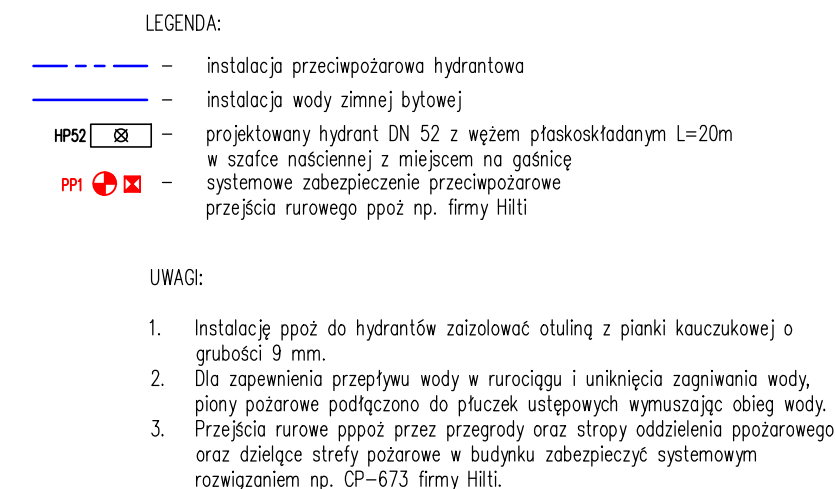 LEGENDA:
– instalacja przeciwpożarowa hydrantowa
– instalacja wody zimnej bytowej
HP52 – projektowany hydrant DN 52 z wężem płaskoskładanym L=20m
w szafce naściennej z miejscem na gaśnicę
PP1 – systemowe zabezpieczenie przeciwpożarowe
przejścia rurowego ppoż np. firmy Hilti
UWAGI:
1. Instalację ppoż do hydrantów zaizolować otuliną z pianki kauczukowej o
grubości 9 mm.
2. Dla zapewnienia przepływu wody w rurociągu i uniknięcia zagniwania wody,
piony pożarowe podłączono do płuczek ustępowych wymuszając obieg wody.
3. Przejścia rurowe pppoż przez przegrody oraz stropy oddzielenia ppożarowego
oraz dzielące strefy pożarowe w budynku zabezpieczyć systemowym
rozwiązaniem np. CP–673 firmy Hilti.